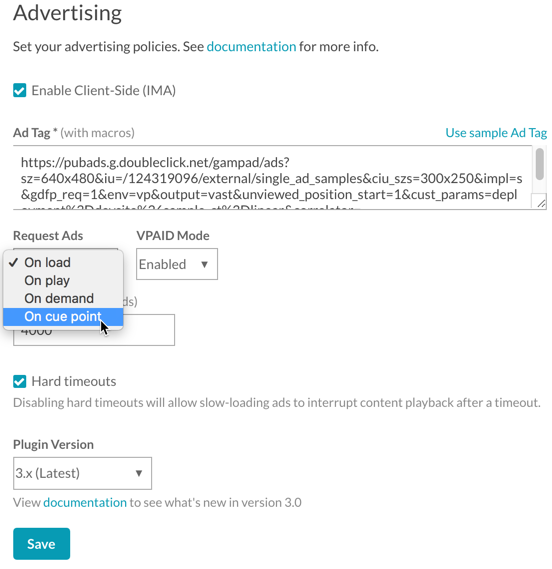 Advertising
Set your advertising policies. See documentation for more info.
Enable Client-Side (IMA)
Ad Tag * (with macros)
Use sample Ad Tag
https://pubads.g.doubleclick.net/gampad/ads?
sz=640x480&iu=/124319096/external/single_ad_samples&ciu_szs=300x250&impl=s
&gdfp_req=1&env=vp&output=vast&unviewed_position_start=1&cust_params=depl
Request Ads
VPAID Mode
On load
On play
On demand
On cue point
Enabled
ds)
4000
Hard timeouts
Disabling hard timeouts will allow slow-loading ads to interrupt content playback after a timeout.
Plugin Version
3.x (Latest)
View documentation to see what's new in version 3.0
Save